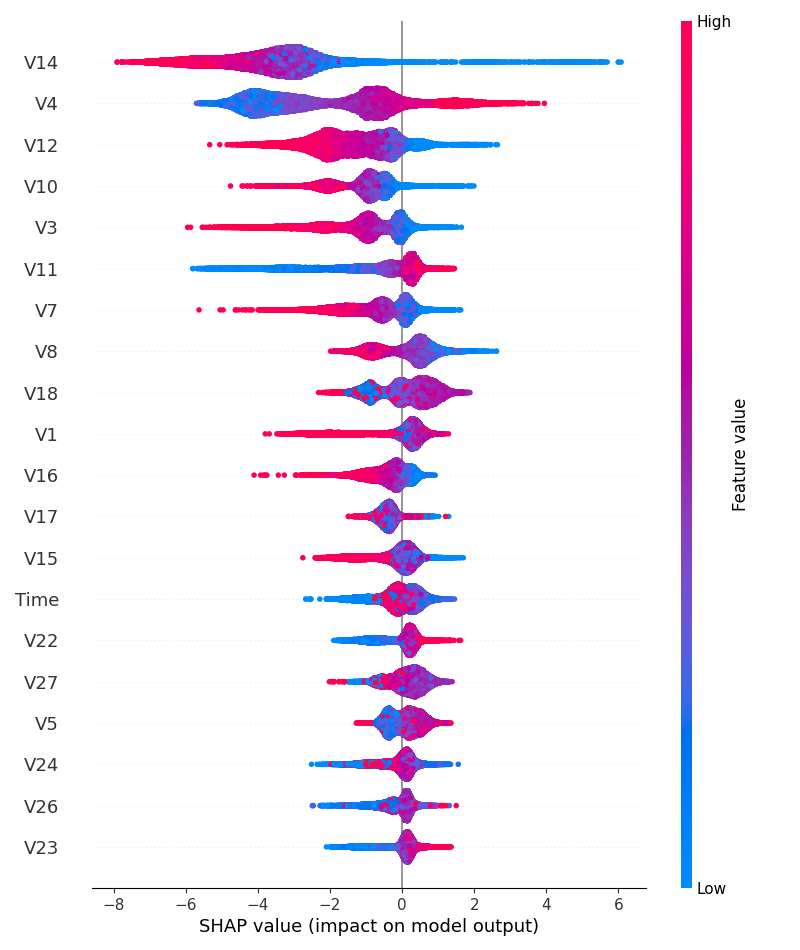 High
V14
V4
V12
V10
V3
V11
V7
V8
V18
V1
V16
V17
V15
Time
V22
V27
V5
V24
V26
V23
Feature value
Low
−8 −6 −4 −2 0 2 4 6
SHAP value (impact on model output)